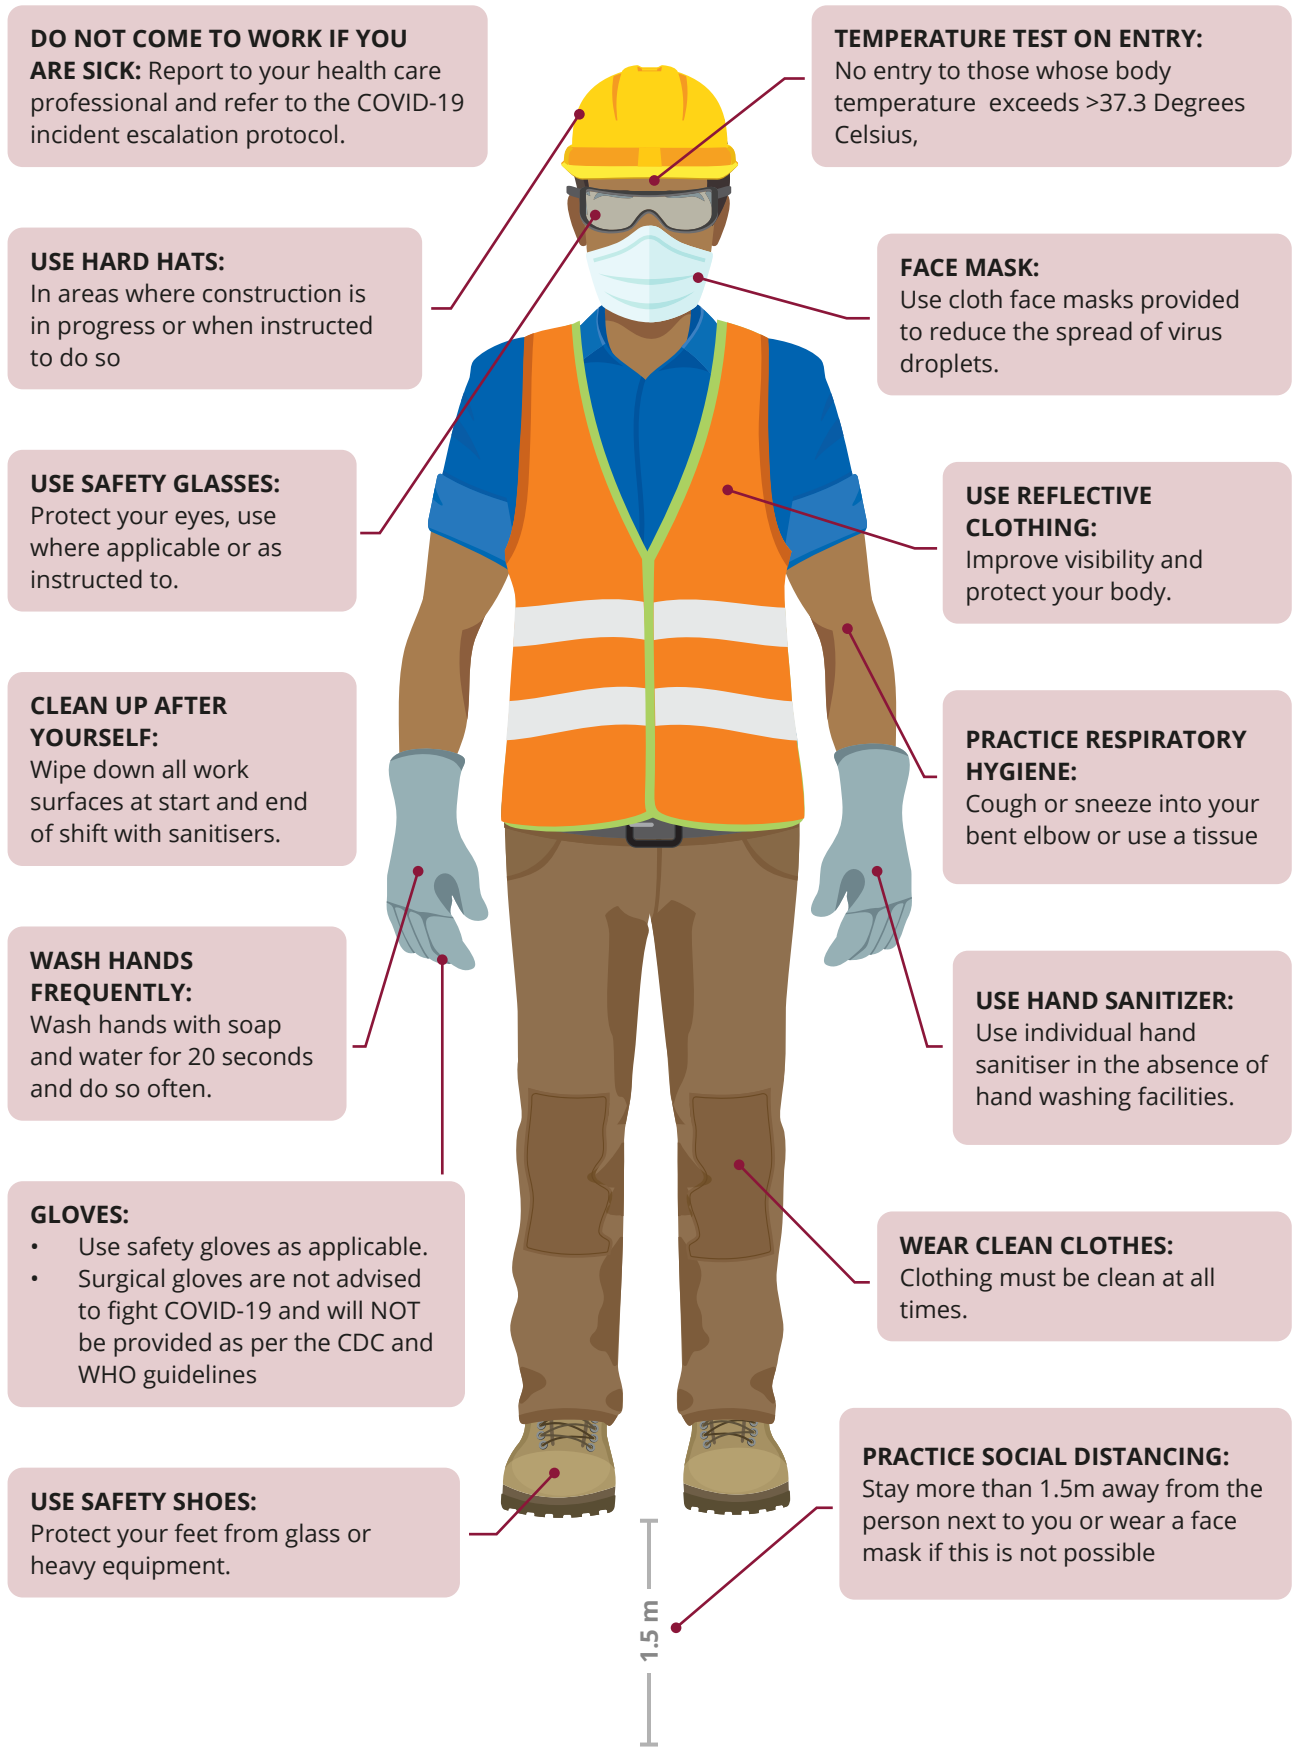 DO NOT COME TO WORK IF YOU
ARE SICK: Report to your health care
professional and refer to the COVID-19
incident escalation protocol.
TEMPERATURE TEST ON ENTRY:
No entry to those whose body
temperature exceeds >37.3 Degrees
Celsius,
USE HARD HATS:
In areas where construction is
in progress or when instructed
to do so
FACE MASK:
Use cloth face masks provided
to reduce the spread of virus
droplets.
USE SAFETY GLASSES:
Protect your eyes, use
where applicable or as
instructed to.
USE REFLECTIVE
CLOTHING:
Improve visibility and
protect your body.
CLEAN UP AFTER
YOURSELF:
Wipe down all work
surfaces at start and end
of shift with sanitisers.
PRACTICE RESPIRATORY
HYGIENE:
Cough or sneeze into your
bent elbow or use a tissue
WASH HANDS
FREQUENTLY:
Wash hands with soap
and water for 20 seconds
and do so often.
USE HAND SANITIZER:
Use individual hand
sanitiser in the absence of
hand washing facilities.
GLOVES:
• Use safety gloves as applicable.
• Surgical gloves are not advised
to fight COVID-19 and will NOT
be provided as per the CDC and
WHO guidelines
WEAR CLEAN CLOTHES:
Clothing must be clean at all
times.
USE SAFETY SHOES:
Protect your feet from glass or
heavy equipment.
PRACTICE SOCIAL DISTANCING:
Stay more than 1.5m away from the
person next to you or wear a face
mask if this is not possible
1.5 m